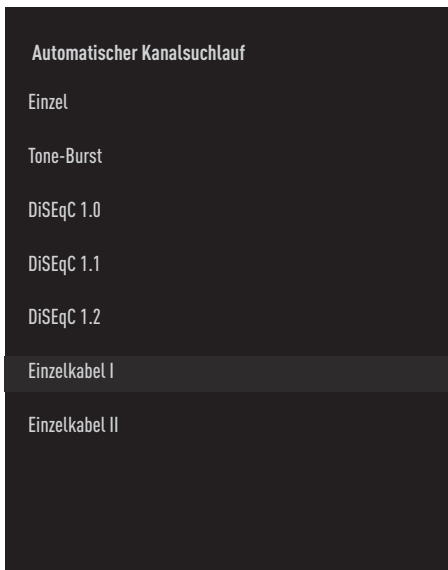 Automatischer Kanalsuchlauf
Einzel
Tone-Burst
DiSEqC 1.0
DiSEqC 1.1
DiSEqC 1.2
Einzelkabel I
Einzelkabel II